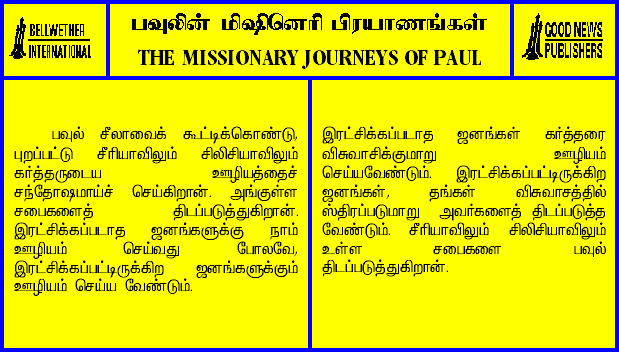 BELLWETHER
INTERNATIONAL
பவுலின் மிஷினெரி பிரயாணங்கள்
THE MISSIONARY JOURNEYS OF PAUL
GOOD NEWS
PUBLISHERS
பவுல் சீலாவைக் கூட்டிக்கொண்டு,
புறப்பட்டு சீரியாவிலும் சிலிசியாவிலும்
கர்த்தருடைய ஊழியத்தைச்
சந்தோஷமாய்ச் செய்கிறான். அங்குள்ள
சபைகளைத் திடப்படுத்துகிறான்.
இரட்சிக்கப்படாத ஜனங்களுக்கு நாம்
ஊழியம் செய்வது போலவே,
இரட்சிக்கப்பட்டிருக்கிற ஜனங்களுக்கும்
ஊழியம் செய்ய வேண்டும்.
இரட்சிக்கப்படாத ஜனங்கள் கர்த்தரை
விசுவாசிக்குமாறு ஊழியம்
செய்யவேண்டும். இரட்சிக்கப்பட்டிருக்கிற
ஜனங்கள், தங்கள் விசுவாசத்தில்
ஸ்திரப்படுமாறு அவர்களைத் திடப்படுத்த
வேண்டும். சீரியாவிலும் சிலிசியாவிலும்
உள்ள சபைகளை பவுல்
திடப்படுத்துகிறான்.